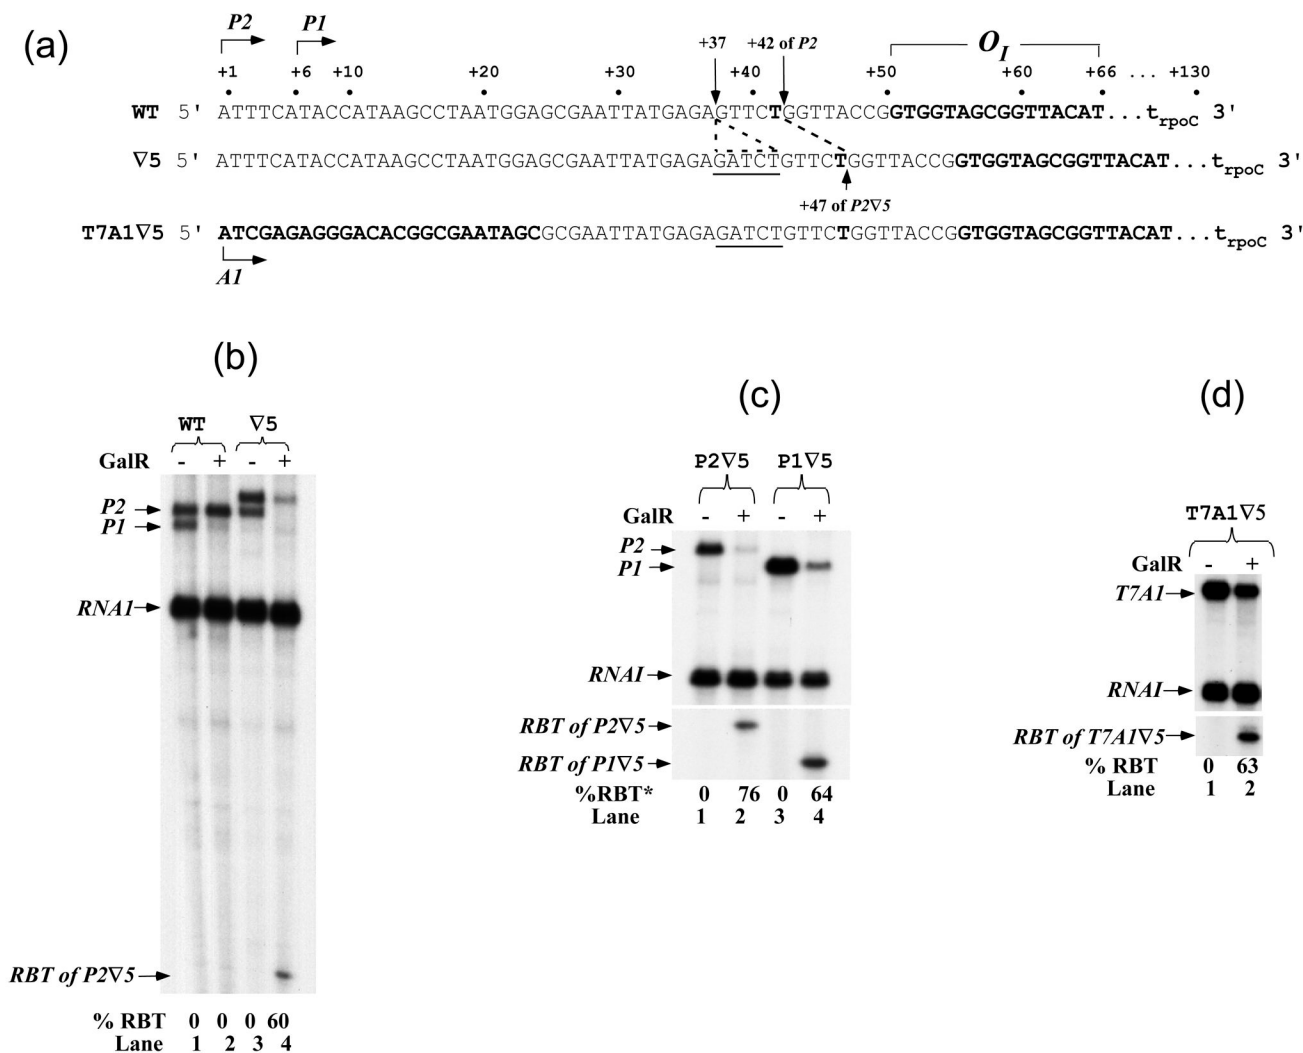 (a)
P2 P1
+37 +42 of P2 O_I
+1 +6 +10 +20 +30 +40 +50 +60 +66 ... +130
WT 5' ATTTCATACCATAAGCCTAATGGAGCGAATTATGAGAGTTCTGGTTACCGGTGGTAGCGGTTACAT...t_rpoC 3'
∇5 5' ATTTCATACCATAAGCCTAATGGAGCGAATTATGAGAGATCTGTTCTGGTTACCGGTGGTAGCGGTTACAT...t_rpoC 3'
+47 of P2∇5
T7A1∇5 5' ATCGAGAGGGACACGGCGAATAGCGCGAATTATGAGAGATCTGTTCTGGTTACCGGTGGTAGCGGTTACAT...t_rpoC 3'
A1
(b)
WT ∇5
GalR - + - +
P2
P1
RNA1
RBT of P2∇5
% RBT 0 0 0 60
Lane 1 2 3 4
(c)
P2∇5 P1∇5
GalR - + - +
P2
P1
RNAI
RBT of P2∇5
RBT of P1∇5
%RBT* 0 76 0 64
Lane 1 2 3 4
(d)
T7A1∇5
GalR - +
T7A1
RNAI
RBT of T7A1∇5
% RBT 0 63
Lane 1 2